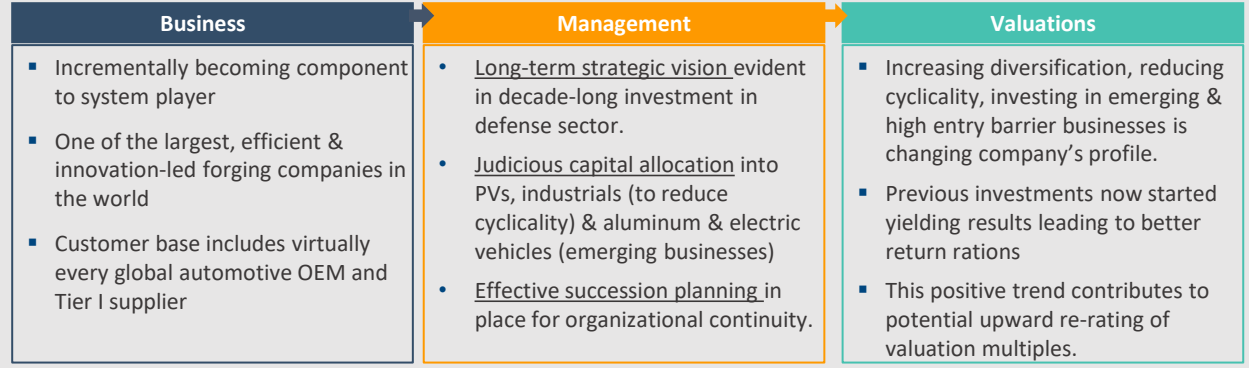 Business
▪ Incrementally becoming component
to system player
▪ One of the largest, efficient &
innovation-led forging companies in
the world
▪ Customer base includes virtually
every global automotive OEM and
Tier I supplier
Management
• Long-term strategic vision evident
in decade-long investment in
defense sector.
• Judicious capital allocation into
PVs, industrials (to reduce
cyclicality) & aluminum & electric
vehicles (emerging businesses)
• Effective succession planning in
place for organizational continuity.
Valuations
▪ Increasing diversification, reducing
cyclicality, investing in emerging &
high entry barrier businesses is
changing company’s profile.
▪ Previous investments now started
yielding results leading to better
return rations
▪ This positive trend contributes to
potential upward re-rating of
valuation multiples.